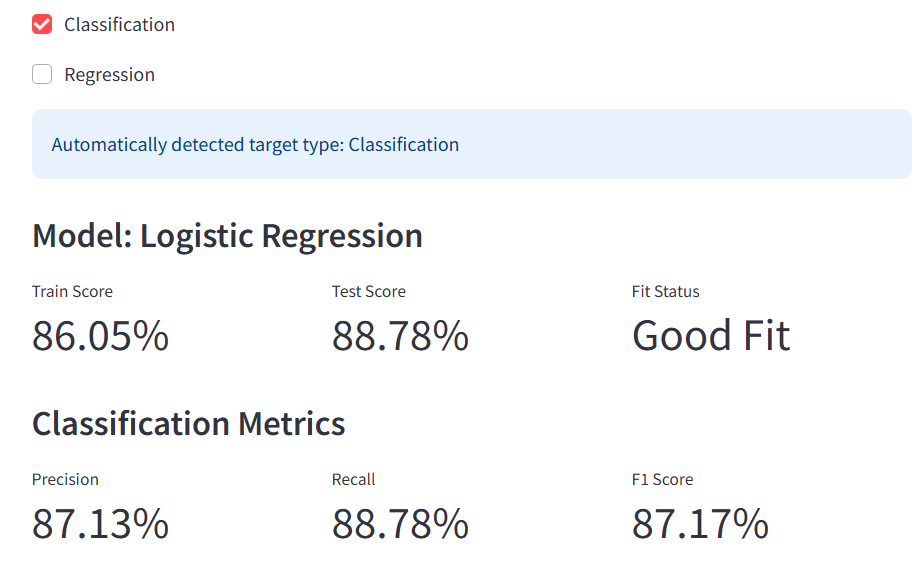 Classification
Regression
Automatically detected target type: Classification
Model: Logistic Regression
Train Score
Test Score
Fit Status
86.05%
88.78%
Good Fit
Classification Metrics
Precision
Recall
F1 Score
87.13%
88.78%
87.17%